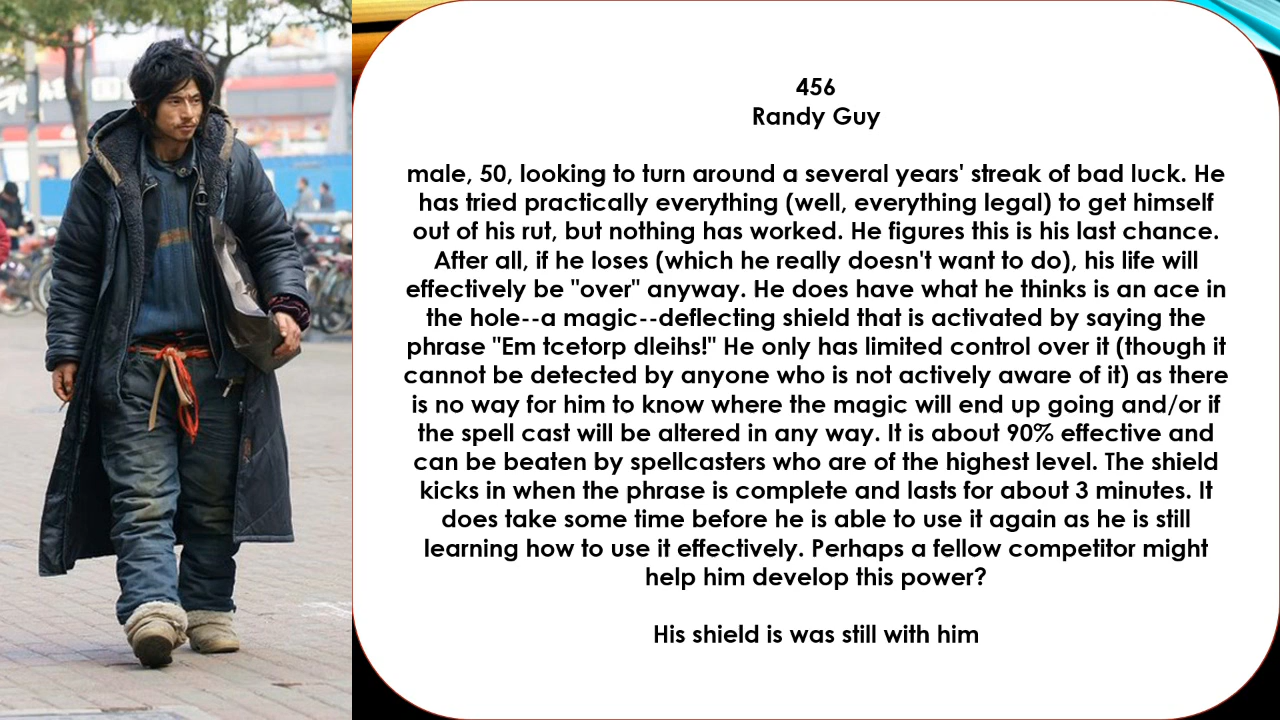 456
Randy Guy
male, 50, looking to turn around a several years' streak of bad luck. He
has tried practically everything (well, everything legal) to get himself
out of his rut, but nothing has worked. He figures this is his last chance.
After all, if he loses (which he really doesn't want to do), his life will
effectively be "over" anyway. He does have what he thinks is an ace in
the hole--a magic--deflecting shield that is activated by saying the
phrase "Em tcetorp dleihs!" He only has limited control over it (though it
cannot be detected by anyone who is not actively aware of it) as there
is no way for him to know where the magic will end up going and/or if
the spell cast will be altered in any way. It is about 90% effective and
can be beaten by spellcasters who are of the highest level. The shield
kicks in when the phrase is complete and lasts for about 3 minutes. It
does take some time before he is able to use it again as he is still
learning how to use it effectively. Perhaps a fellow competitor might
help him develop this power?
His shield is was still with him